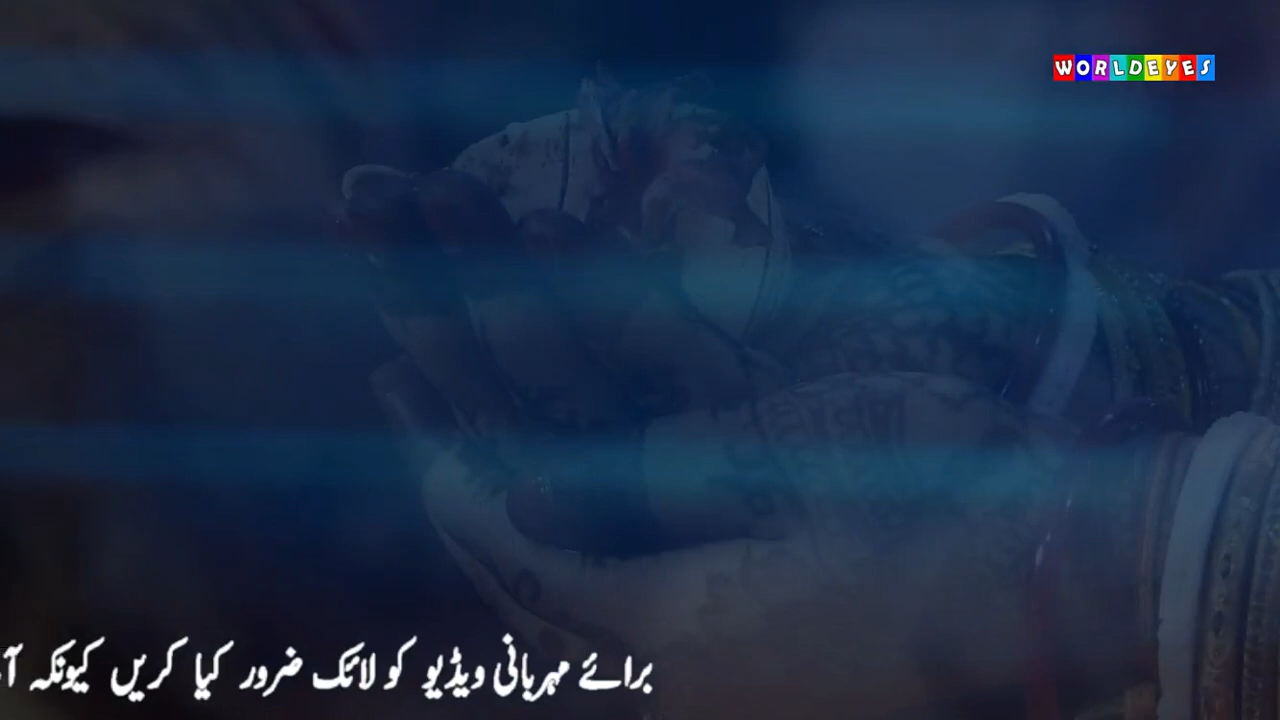 WORLDEYES
برائے مہربانی ویڈیو کو لائک ضرور کیا کریں کیونکہ